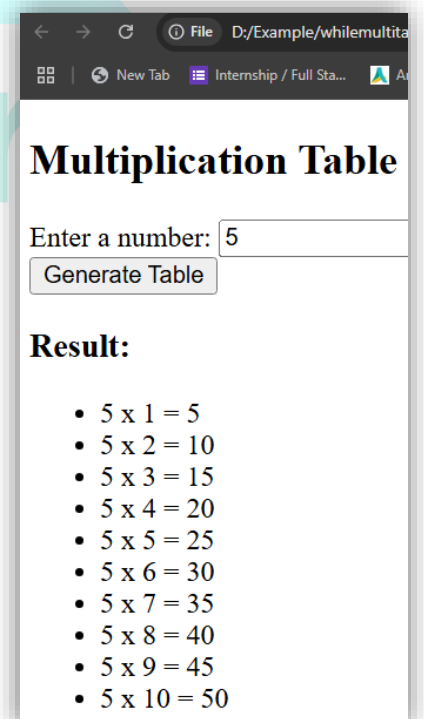 File D:/Example/whilemultita
New Tab Internship / Full Sta...
Multiplication Table
Enter a number: 5
Generate Table
Result:
• 5 x 1 = 5
• 5 x 2 = 10
• 5 x 3 = 15
• 5 x 4 = 20
• 5 x 5 = 25
• 5 x 6 = 30
• 5 x 7 = 35
• 5 x 8 = 40
• 5 x 9 = 45
• 5 x 10 = 50